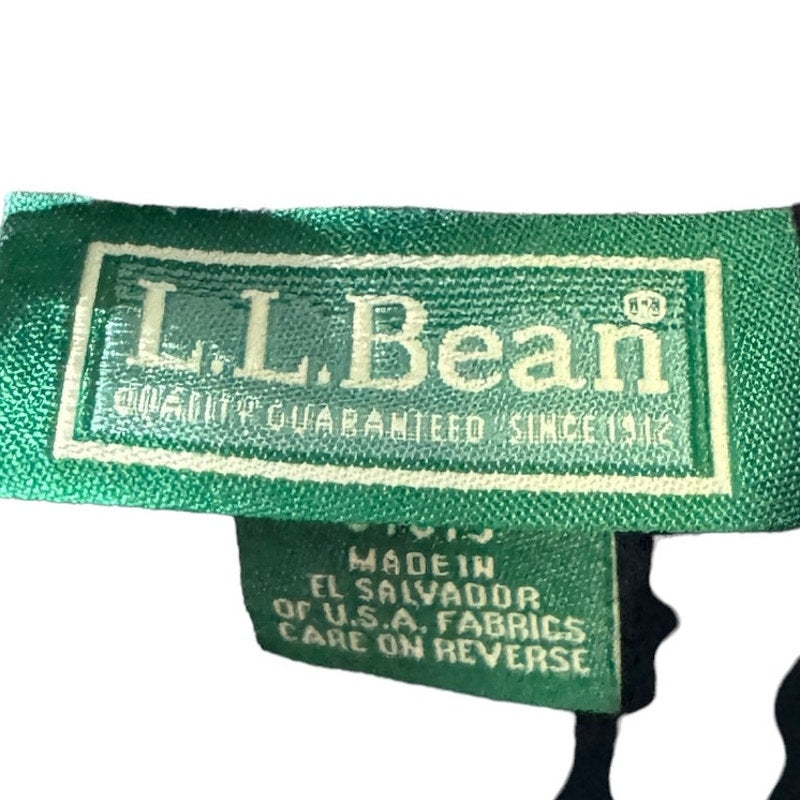 L.L.Bean®
QUALITY GUARANTEED SINCE 1912
MADE IN
EL SALVADOR
OF U.S.A. FABRICS
CARE ON REVERSE